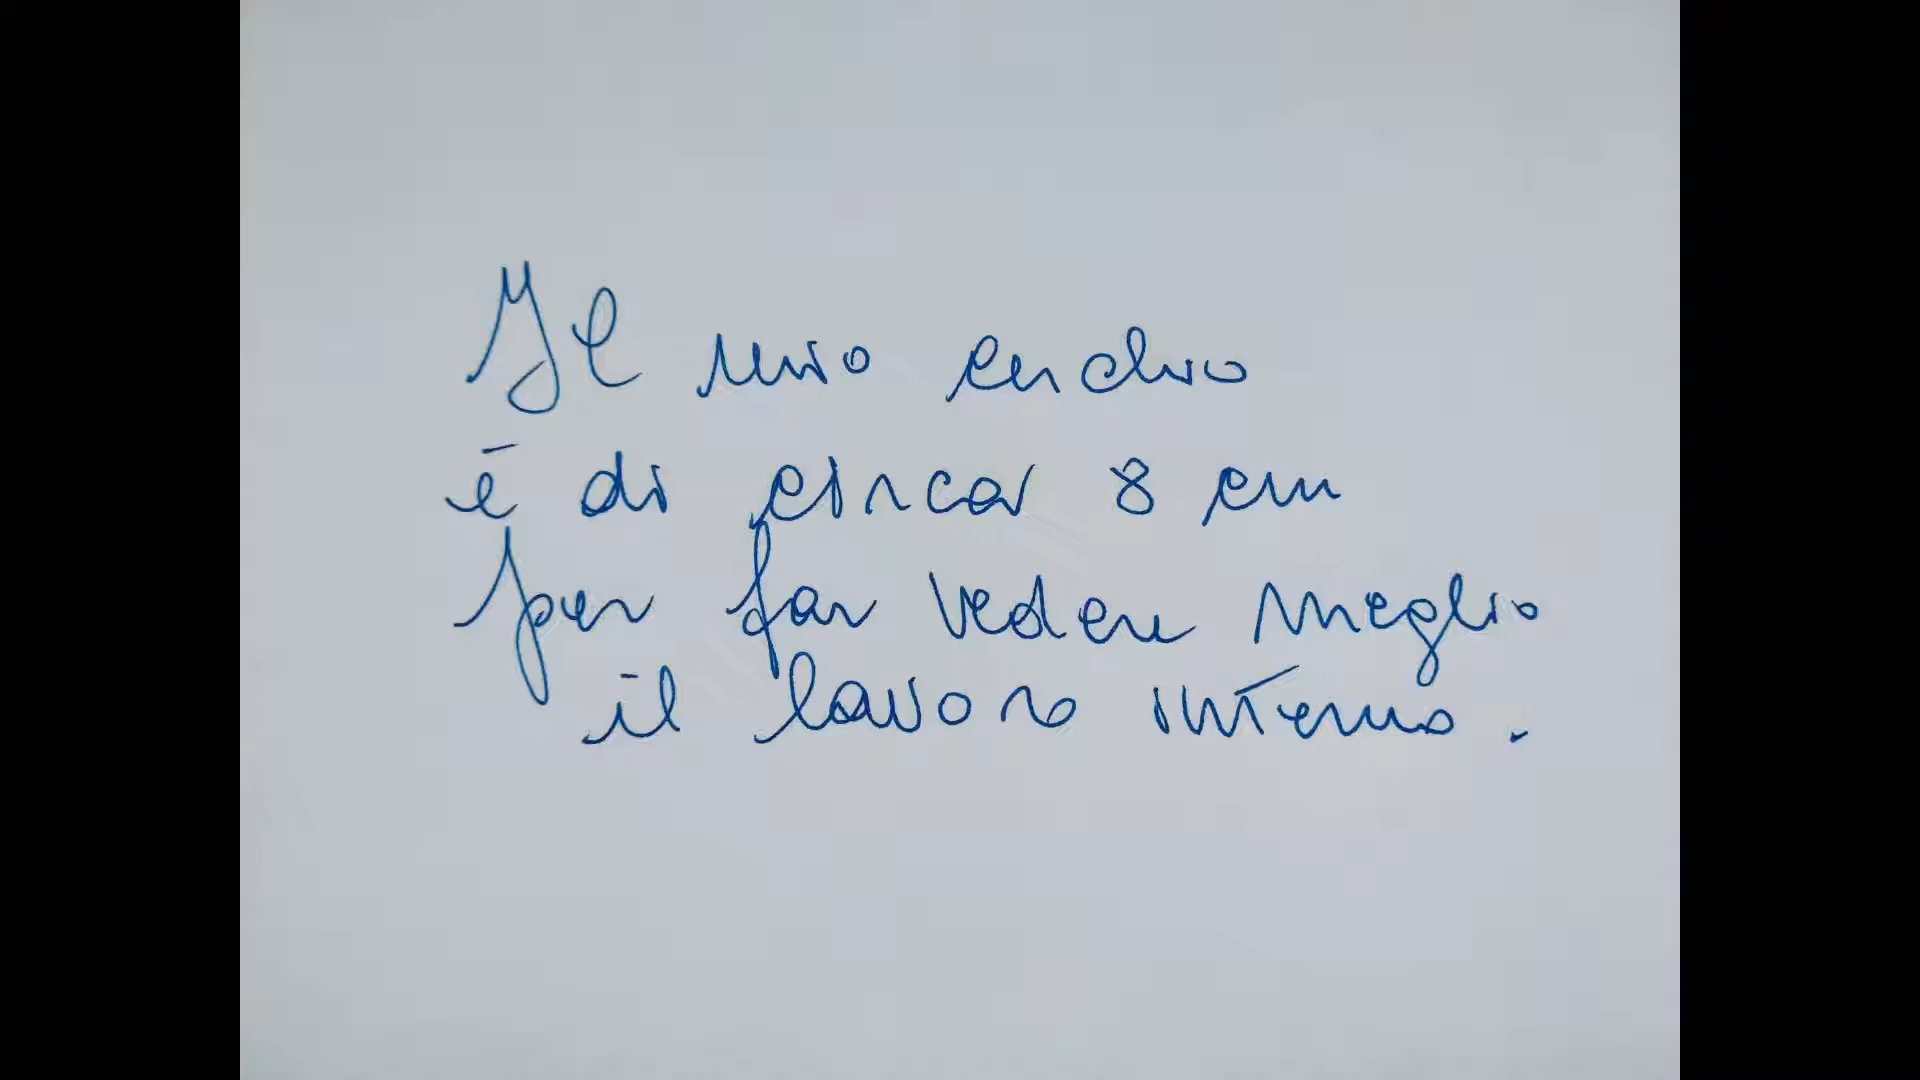 Il mio cerchio
è di circa 8 cm
per far vedere meglio
il lavoro interno.